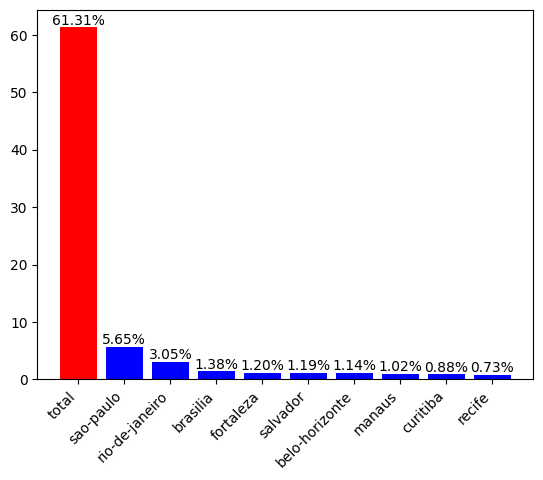 61.31%
60
50
40
30
20
10
0
5.65%
3.05%
1.38%
1.20%
1.19%
1.14%
1.02%
0.88%
0.73%
total
sao-paulo
rio-de-janeiro
brasilia
fortaleza
salvador
belo-horizonte
manaus
curitiba
recife